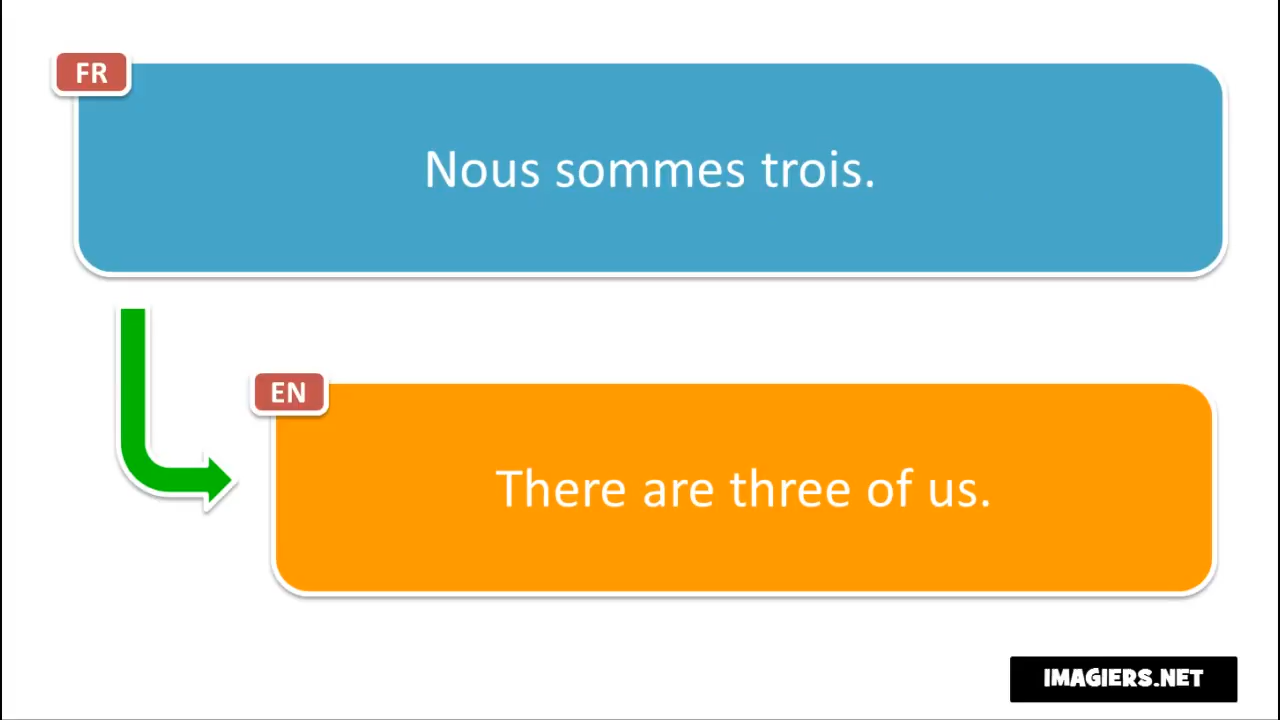 FR
Nous sommes trois.
EN
There are three of us.
IMAGIERS.NET